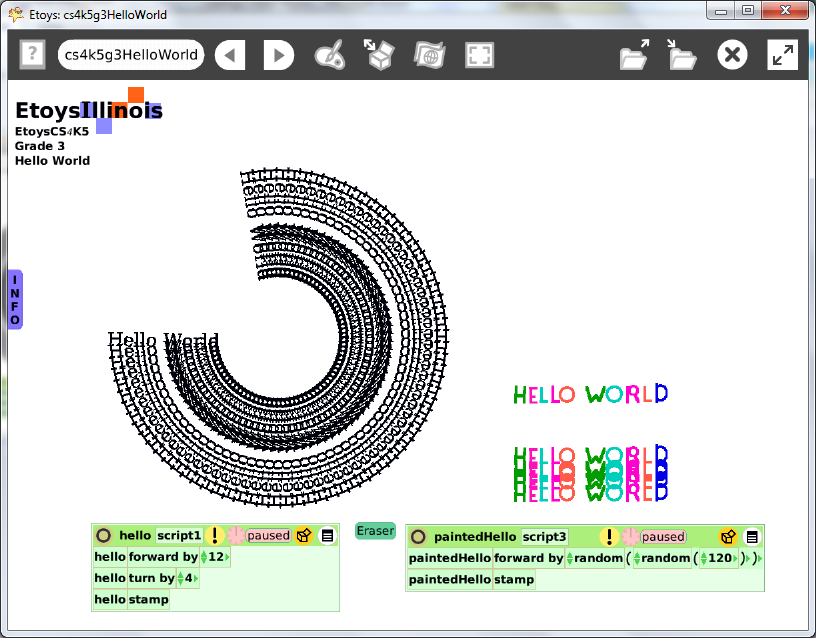 Etoys: cs4k5g3HelloWorld
? cs4k5g3HelloWorld
EtoysIllinois
EtoysCS4K5
Grade 3
Hello World
INFO
Hello World
HELLO WORLD
HELLO WORLD
HELLO WORLD
hello script1 ! paused
hello forward by 12
hello turn by 4
hello stamp
Eraser
paintedHello script3 ! paused
paintedHello forward by random ( random ( 120 ) )
paintedHello stamp